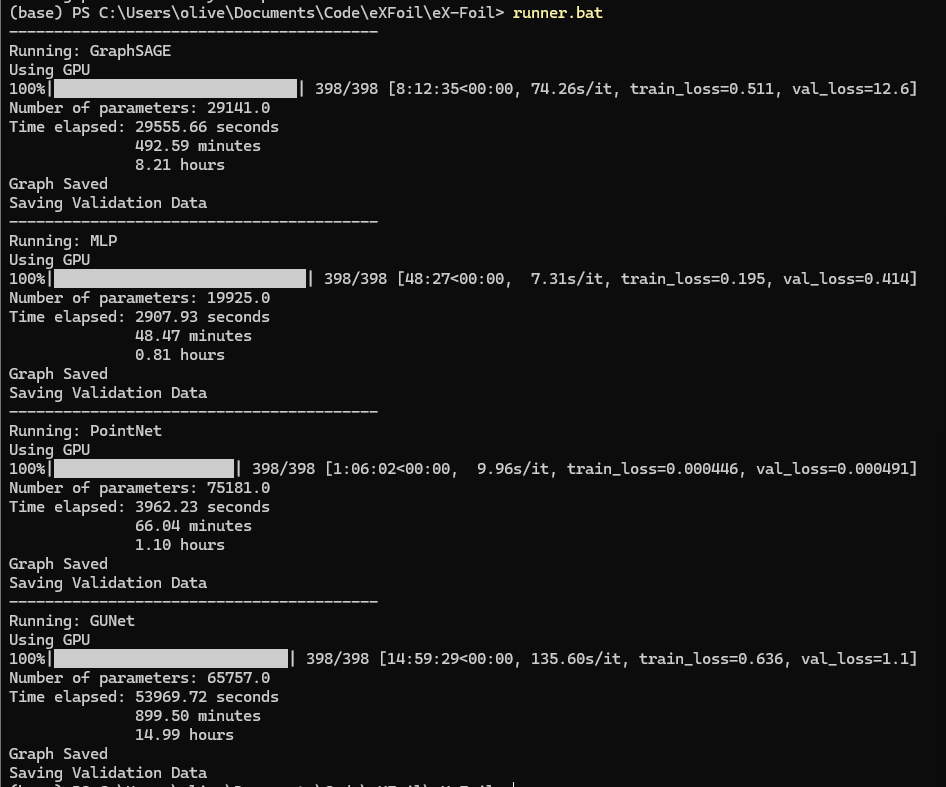 (base) PS C:\Users\olive\Documents\Code\eXFoil\eX-Foil> runner.bat
-----------------------------------------
Running: GraphSAGE
Using GPU
100%|██████████████████████████| 398/398 [8:12:35<00:00, 74.26s/it, train_loss=0.511, val_loss=12.6]
Number of parameters: 29141.0
Time elapsed: 29555.66 seconds
492.59 minutes
8.21 hours
Graph Saved
Saving Validation Data
-----------------------------------------
Running: MLP
Using GPU
100%|███████████████████████████| 398/398 [48:27<00:00,  7.31s/it, train_loss=0.195, val_loss=0.414]
Number of parameters: 19925.0
Time elapsed: 2907.93 seconds
48.47 minutes
0.81 hours
Graph Saved
Saving Validation Data
-----------------------------------------
Running: PointNet
Using GPU
100%|███████████████████| 398/398 [1:06:02<00:00,  9.96s/it, train_loss=0.000446, val_loss=0.000491]
Number of parameters: 75181.0
Time elapsed: 3962.23 seconds
66.04 minutes
1.10 hours
Graph Saved
Saving Validation Data
-----------------------------------------
Running: GUNet
Using GPU
100%|█████████████████████████| 398/398 [14:59:29<00:00, 135.60s/it, train_loss=0.636, val_loss=1.1]
Number of parameters: 65757.0
Time elapsed: 53969.72 seconds
899.50 minutes
14.99 hours
Graph Saved
Saving Validation Data